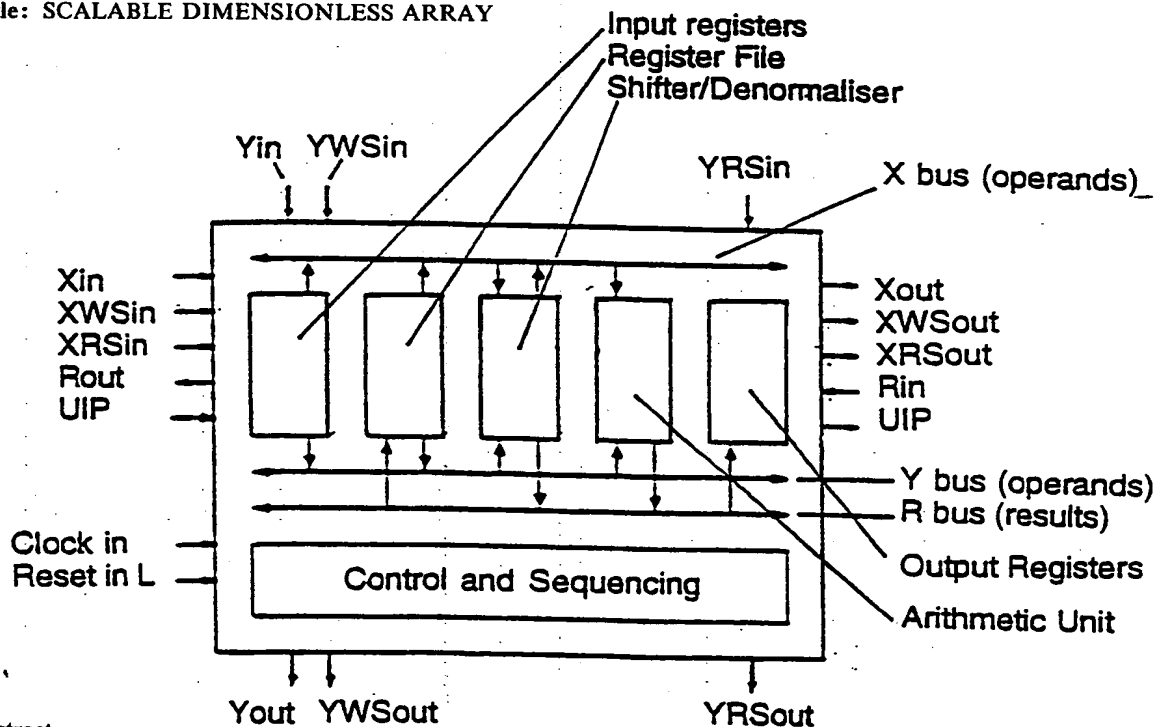 le: SCALABLE DIMENSIONLESS ARRAY
Input registers
Register File
Shifter/Denormaliser
Yin YWSin
YRSin
X bus (operands)
Xin
XWSin
XRSin
Rout
UIP
Xout
XWSout
XRSout
Rin
UIP
Y bus (operands)
R bus (results)
Clock in
Reset in L
Control and Sequencing
Output Registers
Arithmetic Unit
Yout YWSout
YRSout